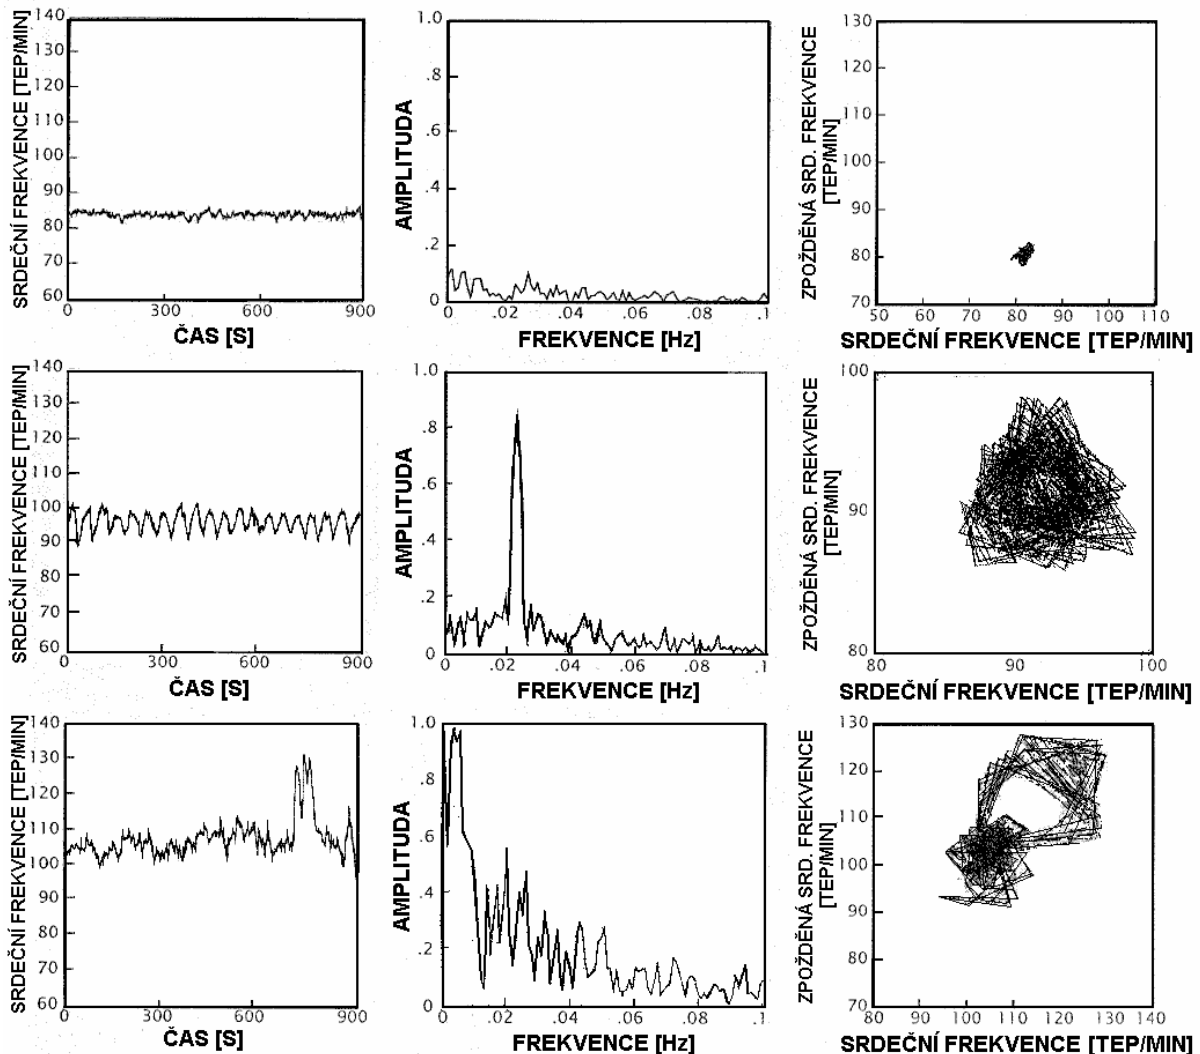 SRDEČNÍ FREKVENCE [TEP/MIN]
140
130
120
110
100
90
80
70
60
0 300 600 900
ČAS [S]
AMPLITUDA
1.0
.8
.6
.4
.2
0
0 .02 .04 .06 .08 .1
FREKVENCE [Hz]
ZPOŽDĚNÁ SRD. FREKVENCE
[TEP/MIN]
130
120
110
100
90
80
70
50 60 70 80 90 100 110
SRDEČNÍ FREKVENCE [TEP/MIN]
SRDEČNÍ FREKVENCE [TEP/MIN]
140
130
120
110
100
90
80
70
60
0 300 600 900
ČAS [S]
AMPLITUDA
1.0
.8
.6
.4
.2
0
0 .02 .04 .06 .08 .1
FREKVENCE [Hz]
ZPOŽDĚNÁ SRD. FREKVENCE
[TEP/MIN]
100
90
80
80 90 100
SRDEČNÍ FREKVENCE [TEP/MIN]
SRDEČNÍ FREKVENCE [TEP/MIN]
140
130
120
110
100
90
80
70
60
0 300 600 900
ČAS [S]
AMPLITUDA
1.0
.8
.6
.4
.2
0
0 .02 .04 .06 .08 .1
FREKVENCE [Hz]
ZPOŽDĚNÁ SRD. FREKVENCE
[TEP/MIN]
130
120
110
100
90
80
70
80 90 100 110 120 130 140
SRDEČNÍ FREKVENCE [TEP/MIN]